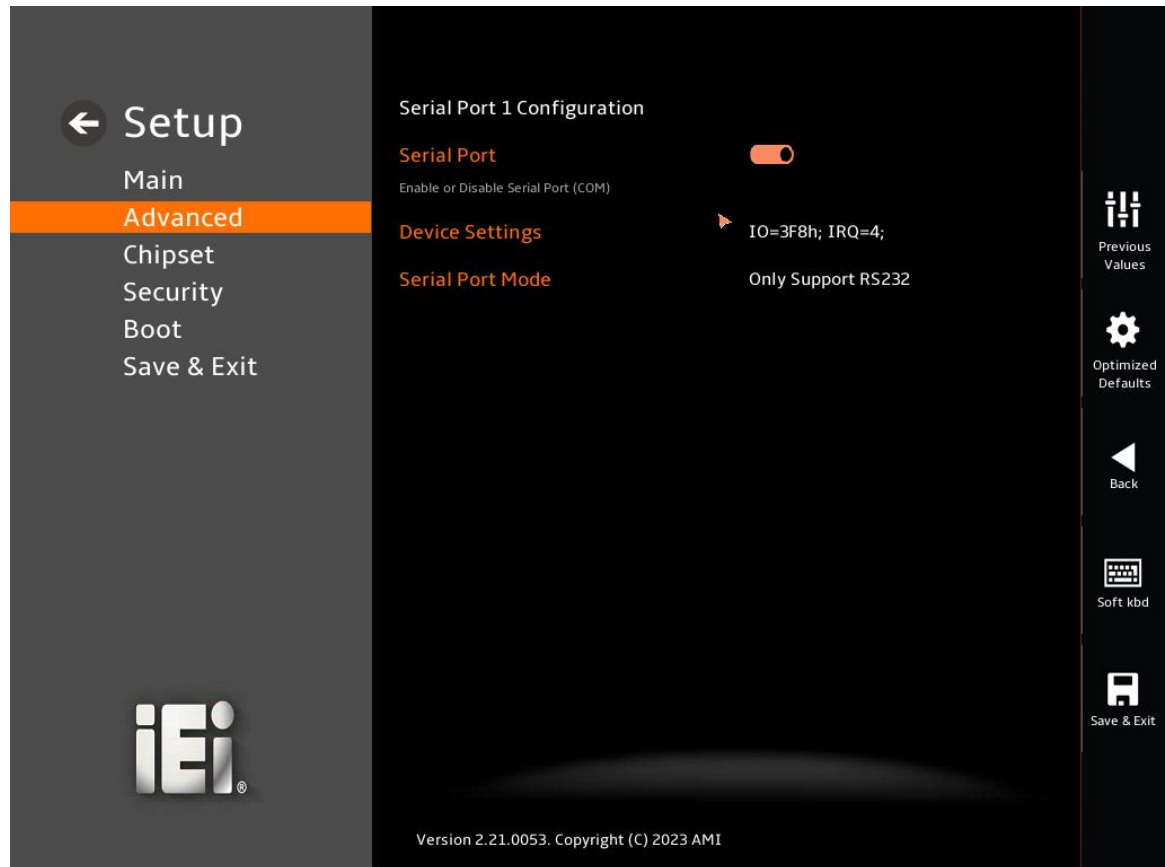 Setup
Main
Advanced
Chipset
Security
Boot
Save & Exit
iEi®
Serial Port 1 Configuration
Serial Port
Enable or Disable Serial Port (COM)
Device Settings IO=3F8h; IRQ=4;
Serial Port Mode Only Support RS232
Previous
Values
Optimized
Defaults
Back
Soft kbd
Save & Exit
Version 2.21.0053. Copyright (C) 2023 AMI